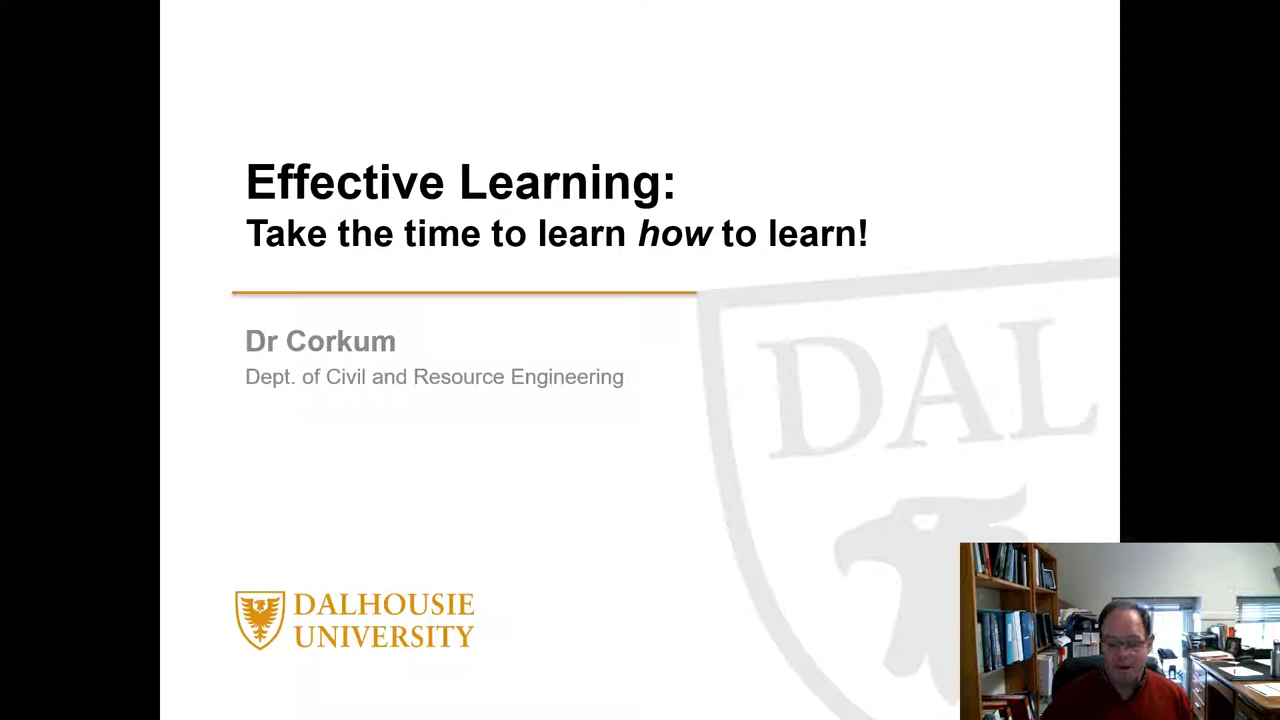 Effective Learning:
Take the time to learn how to learn!
Dr Corkum
Dept. of Civil and Resource Engineering
DAL
DALHOUSIE
UNIVERSITY